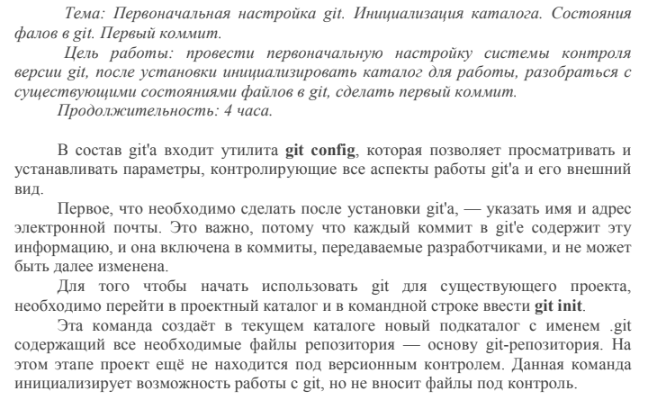 Тема: Первоначальная настройка git. Инициализация каталога. Состояния
фалов в git. Первый коммит.
Цель работы: провести первоначальную настройку системы контроля
версии git, после установки инициализировать каталог для работы, разобраться с
существующими состояниями файлов в git, сделать первый коммит.
Продолжительность: 4 часа.
В состав git'а входит утилита git config, которая позволяет просматривать и
устанавливать параметры, контролирующие все аспекты работы git'а и его внешний
вид.
Первое, что необходимо сделать после установки git'а, — указать имя и адрес
электронной почты. Это важно, потому что каждый коммит в git'е содержит эту
информацию, и она включена в коммиты, передаваемые разработчиками, и не может
быть далее изменена.
Для того чтобы начать использовать git для существующего проекта,
необходимо перейти в проектный каталог и в командной строке ввести git init.
Эта команда создаёт в текущем каталоге новый подкаталог с именем .git
содержащий все необходимые файлы репозитория — основу git-репозитория. На
этом этапе проект ещё не находится под версионным контролем. Данная команда
инициализирует возможность работы с git, но не вносит файлы под контроль.